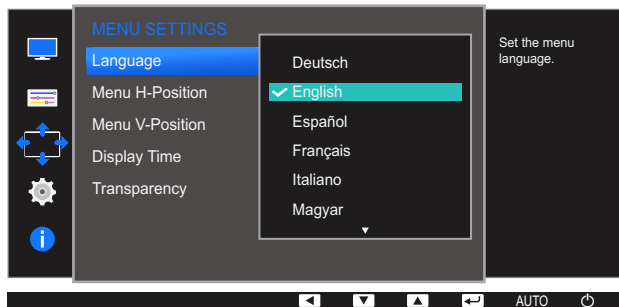 MENU SETTINGS
Language
Menu H-Position
Menu V-Position
Display Time
Transparency
Deutsch
English
Español
Français
Italiano
Magyar
Set the menu
language.
AUTO